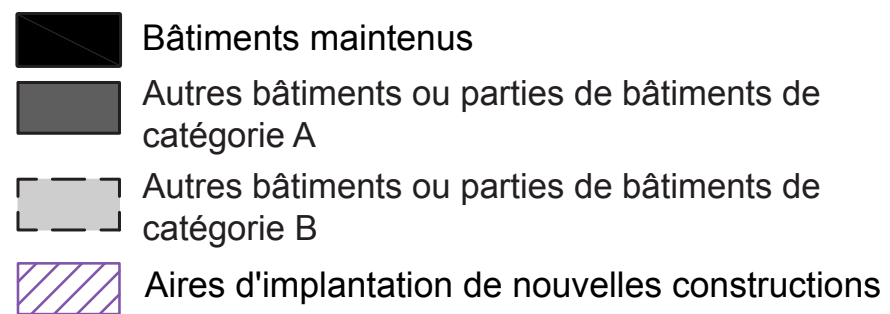 Bâtiments maintenus
Autres bâtiments ou parties de bâtiments de
catégorie A
Autres bâtiments ou parties de bâtiments de
catégorie B
Aires d'implantation de nouvelles constructions